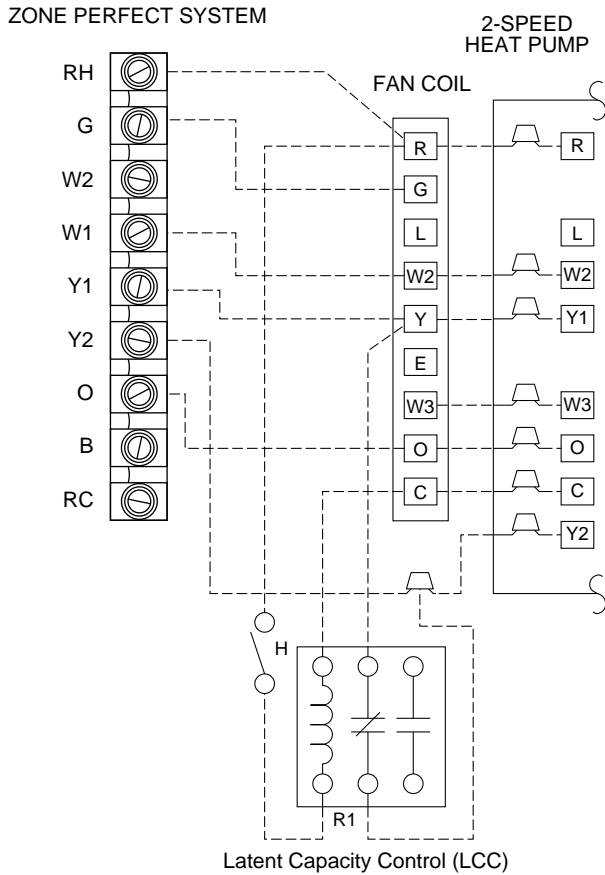 ZONE PERFECT SYSTEM
2-SPEED
HEAT PUMP
FAN COIL
RH
G
W2
W1
Y1
Y2
O
B
RC
R
G
L
W2
Y
E
W3
O
C
R
L
W2
Y1
W3
O
C
Y2
H
R1
Latent Capacity Control (LCC)